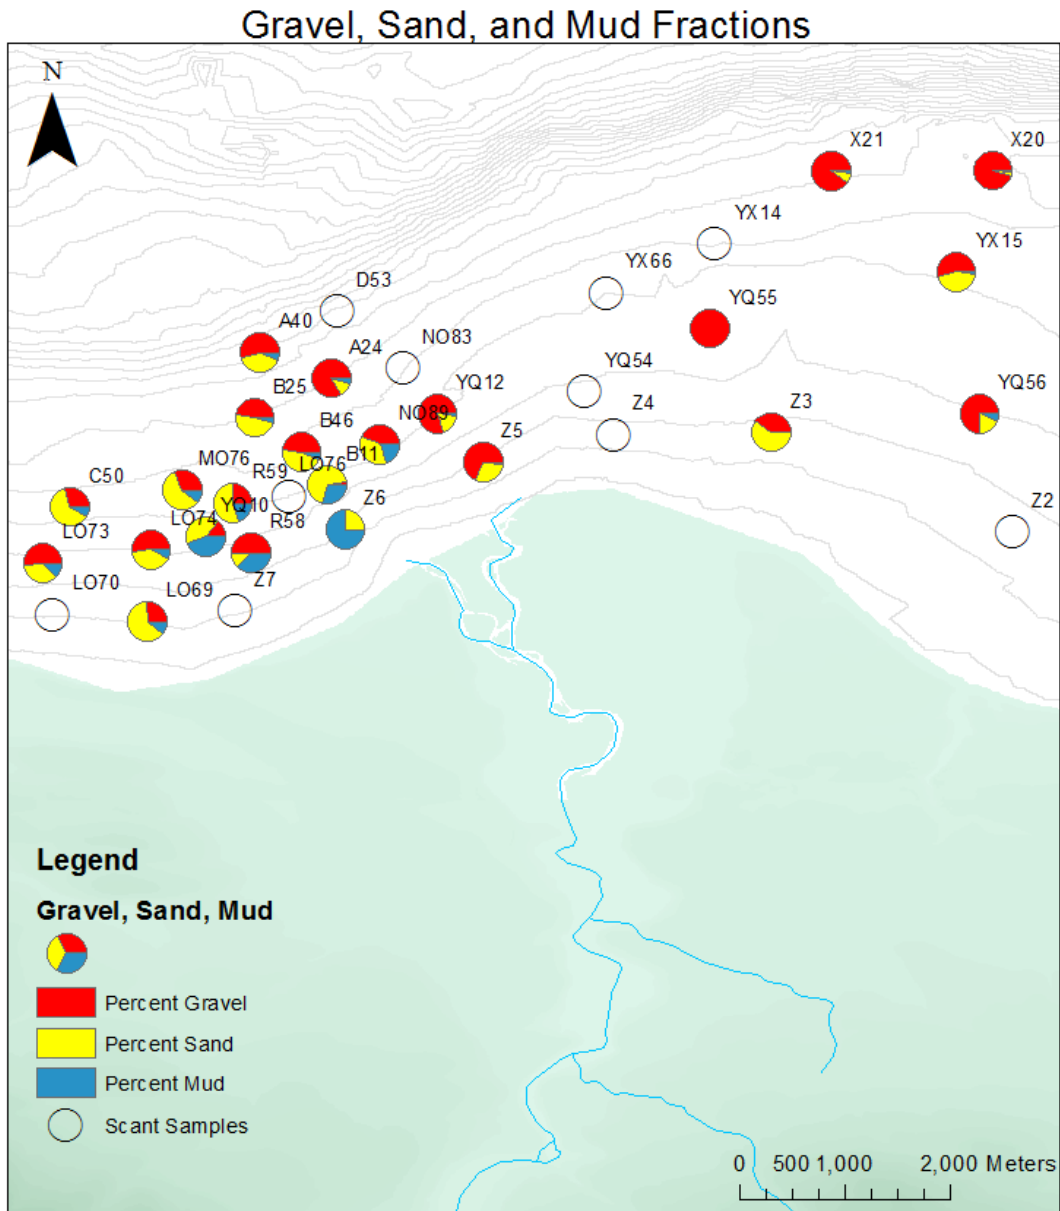 Gravel, Sand, and Mud Fractions
N
X21
X20
YX14
YX15
YX66
D53
YQ55
A40
A24
NO83
YQ54
B25
YQ12
Z4
Z3
YQ56
B46
NO89
Z5
B11
MO76
R59
LO76
C50
Z6
Z2
YQ10
R58
LO73
LO74
Z7
LO70
LO69
Legend
Gravel, Sand, Mud
Percent Gravel
Percent Sand
Percent Mud
Scant Samples
0 500 1,000 2,000 Meters